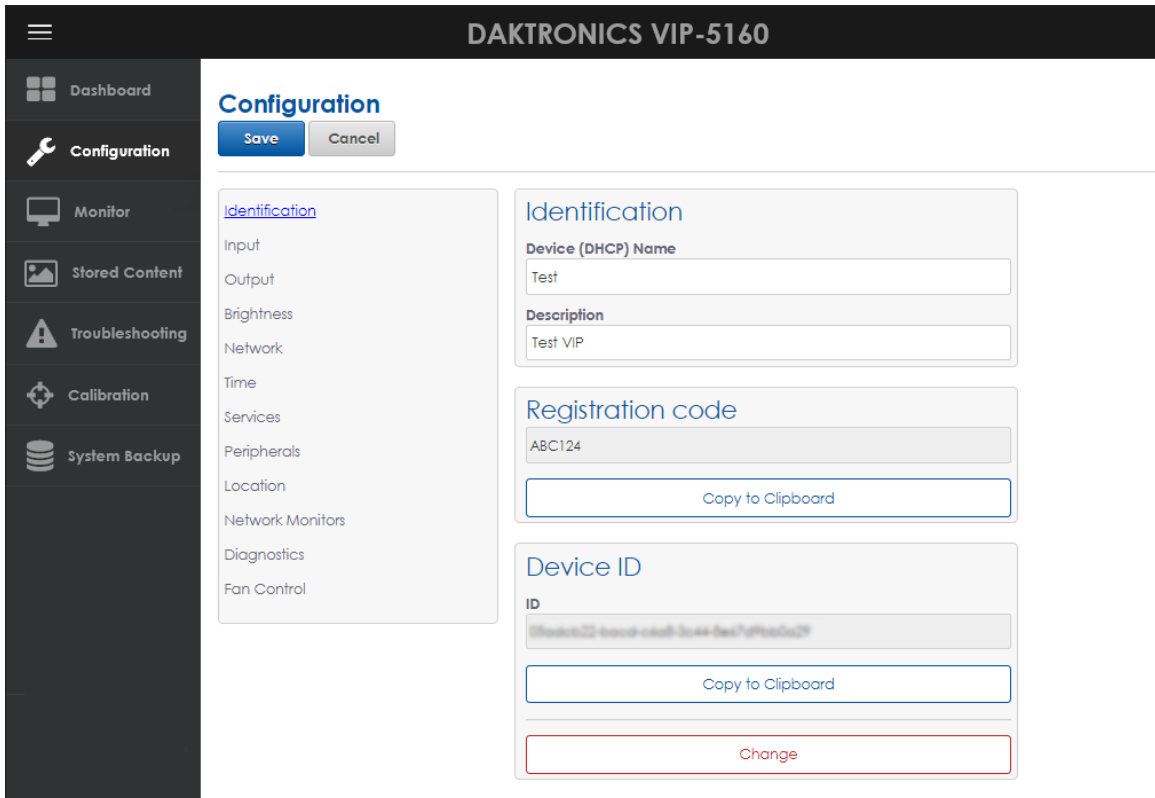 DAKTRONICS VIP-5160
Dashboard
Configuration
Monitor
Stored Content
Troubleshooting
Calibration
System Backup
Configuration
Save Cancel
Identification
Input
Output
Brightness
Network
Time
Services
Peripherals
Location
Network Monitors
Diagnostics
Fan Control
Identification
Device (DHCP) Name
Test
Description
Test VIP
Registration code
ABC124
Copy to Clipboard
Device ID
ID
Copy to Clipboard
Change